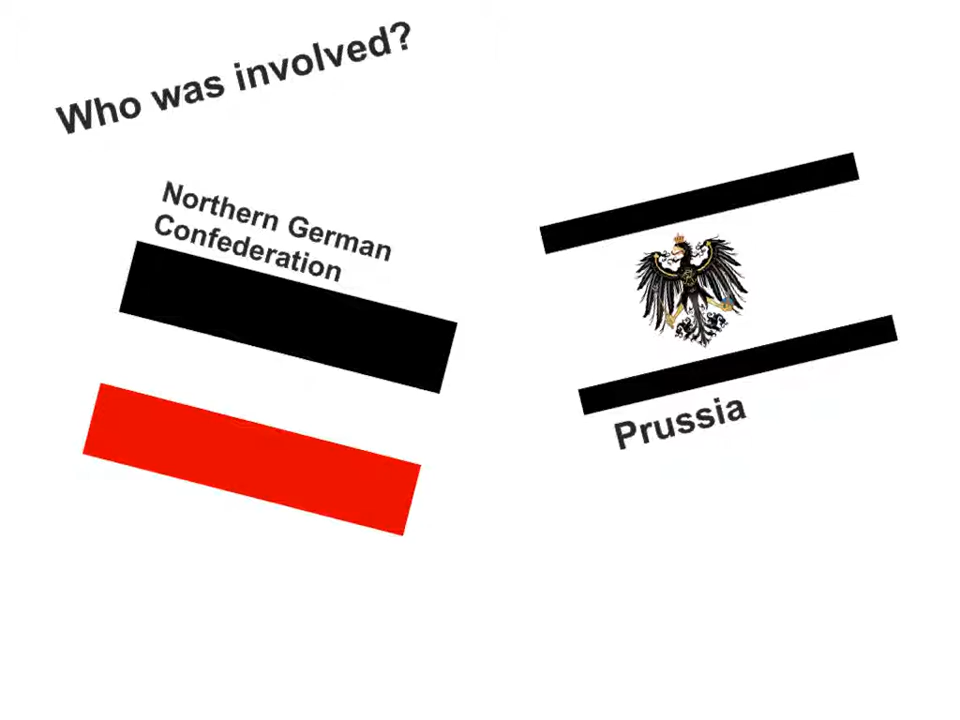 Who was involved?
Northern German
Confederation
Prussia